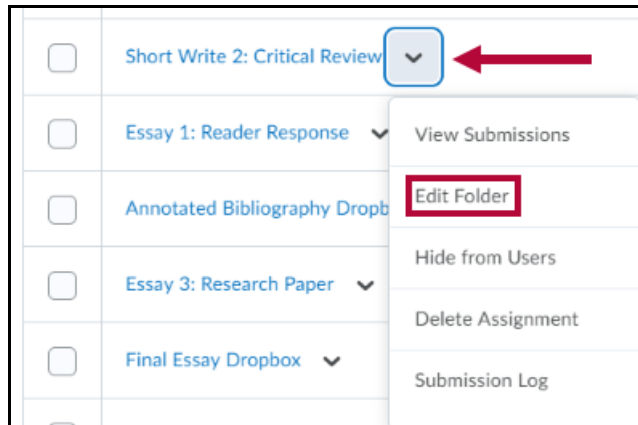 Short Write 2: Critical Review
Essay 1: Reader Response
Annotated Bibliography
Essay 3: Research Paper
Final Essay Dropbox
View Submissions
Edit Folder
Hide from Users
Delete Assignment
Submission Log